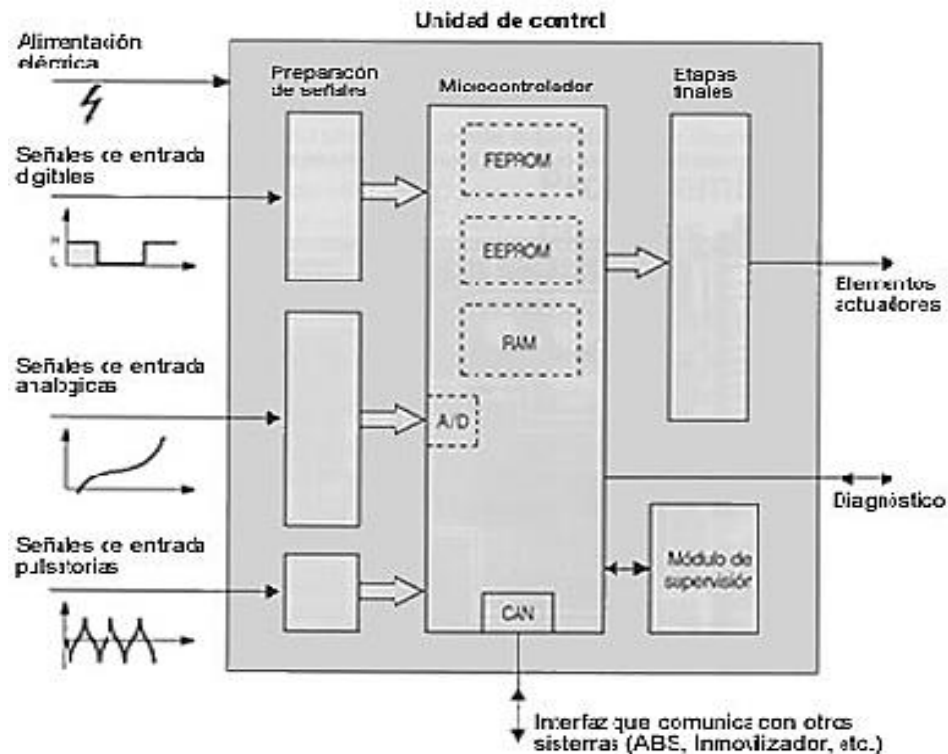 Unidad de control
Alimentación
eléctrica
Preparación
de señales
Microcontrolador
Etapas
finales
Señales de entrada
digitales
H
L
FEPROM
EEPROM
RAM
Elementos
actuadores
Señales de entrada
analógicas
A/D
Diagnóstico
Señales de entrada
pulsatorias
Módulo de
supervisión
CAN
Interfaz que comunica con otros
sistemas (ABS, Inmovilizador, etc.)